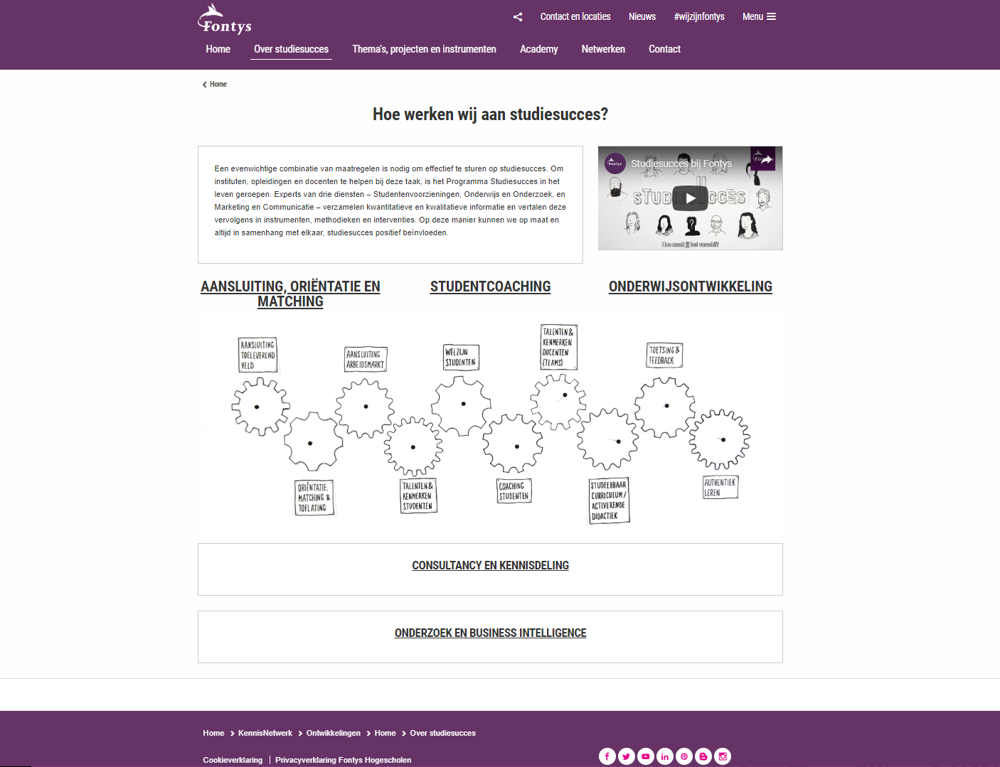 Fontys
Contact en locaties
Nieuws
#wijzijnfontys
Menu
Home
Over studiesucces
Thema's, projecten en instrumenten
Academy
Netwerken
Contact
Home
Hoe werken wij aan studiesucces?
Een evenwichtige combinatie van maatregelen is nodig om effectief te sturen op studiesucces. Om
instituten, opleidingen en docenten te helpen bij deze taak, is het Programma Studiesucces in het
leven geroepen. Experts van drie diensten – Studentenvoorzieningen, Onderwijs en Onderzoek, en
Marketing en Communicatie – verzamelen kwantitatieve en kwalitatieve informatie en vertalen deze
vervolgens in instrumenten, methodieken en interventies. Op deze manier kunnen we op maat en
altijd in samenhang met elkaar, studiesucces positief beïnvloeden.
Fontys
Studiesucces bij Fontys
Fontys
STUDIESUCCES
Hoe maak jij het verschil?
AANSLUITING, ORIËNTATIE EN
MATCHING
STUDENTCOACHING
ONDERWIJSONTWIKKELING
AANSLUITING
TOELEVEREND
VELD
AANSLUITING
ARBEIDSMARKT
WELZIJN
STUDENTEN
TALENTEN &
KENMERKEN
DOCENTEN
(TEAMS)
TOETSING &
FEEDBACK
ORIËNTATIE,
MATCHING &
TOELATING
TALENTEN &
KENMERKEN
STUDENTEN
COACHING
STUDENTEN
STUDEERBAAR
CURRICULUM /
ACTIVERENDE
DIDACTIEK
AUTHENTIEK
LEREN
CONSULTANCY EN KENNISDELING
ONDERZOEK EN BUSINESS INTELLIGENCE
Home
KennisNetwerk
Ontwikkelingen
Home
Over studiesucces
Cookieverklaring
Privacyverklaring Fontys Hogescholen